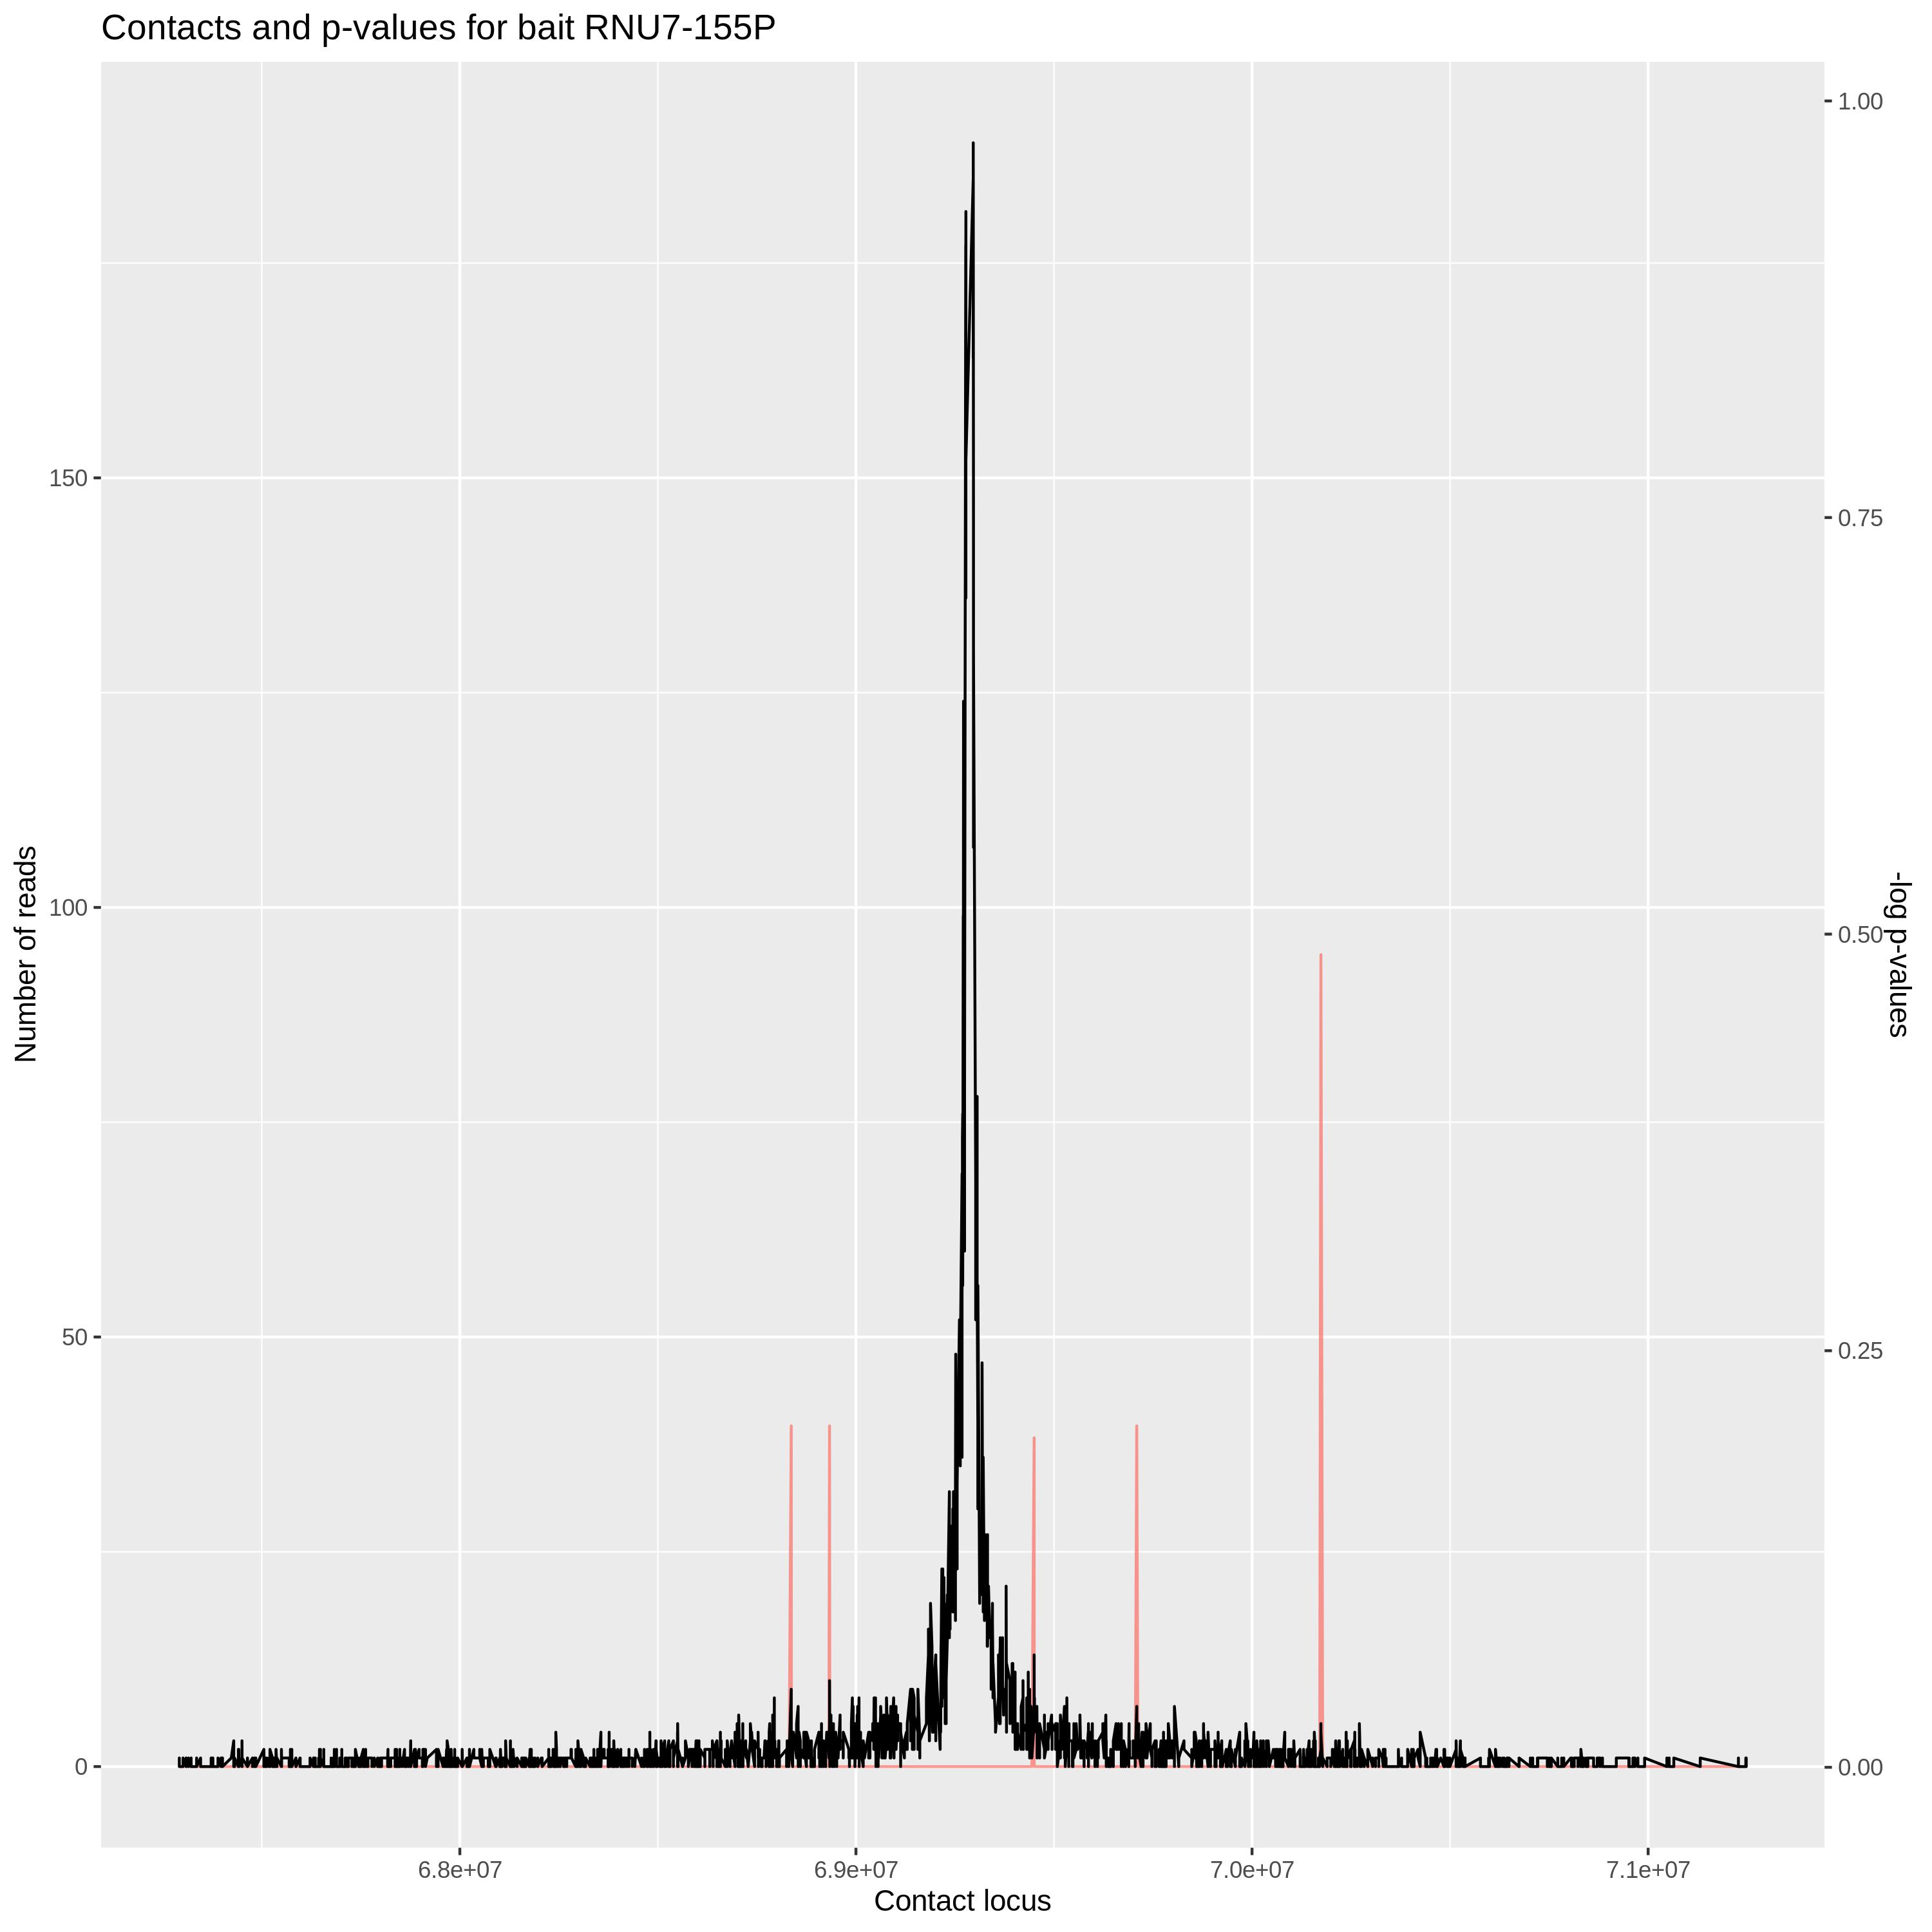 Contacts and p-values for bait RNU7-155P
1.00
0.75
0.50
0.25
0.00
150
100
50
0
Number of reads
-log p-values
6.8e+07
6.9e+07
7.0e+07
7.1e+07
Contact locus